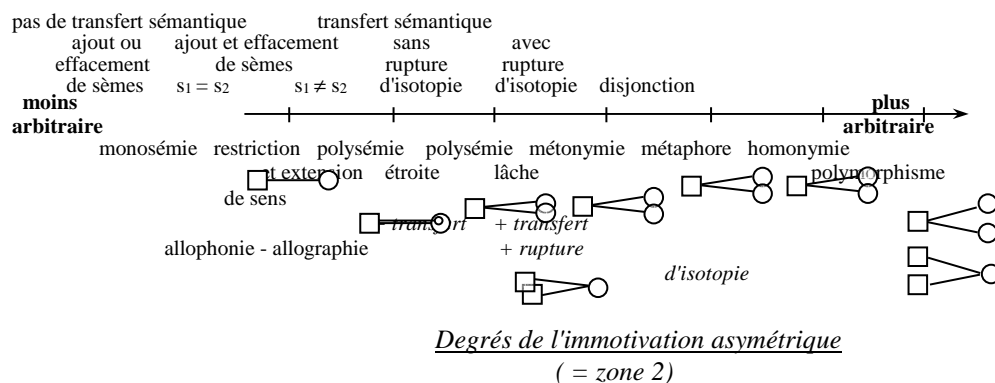 pas de transfert sémantique transfert sémantique
ajout ou ajout et effacement sans avec
effacement de sèmes rupture rupture
de sèmes s1 = s2 s1 ≠ s2 d'isotopie d'isotopie disjonction
moins plus
arbitraire arbitraire
monosémie restriction polysémie polysémie métonymie métaphore homonymie
et extension étroite lâche polymorphisme
de sens
transfert + transfert
allophonie - allographie + rupture
d'isotopie
Degrés de l'immotivation asymétrique
( = zone 2)